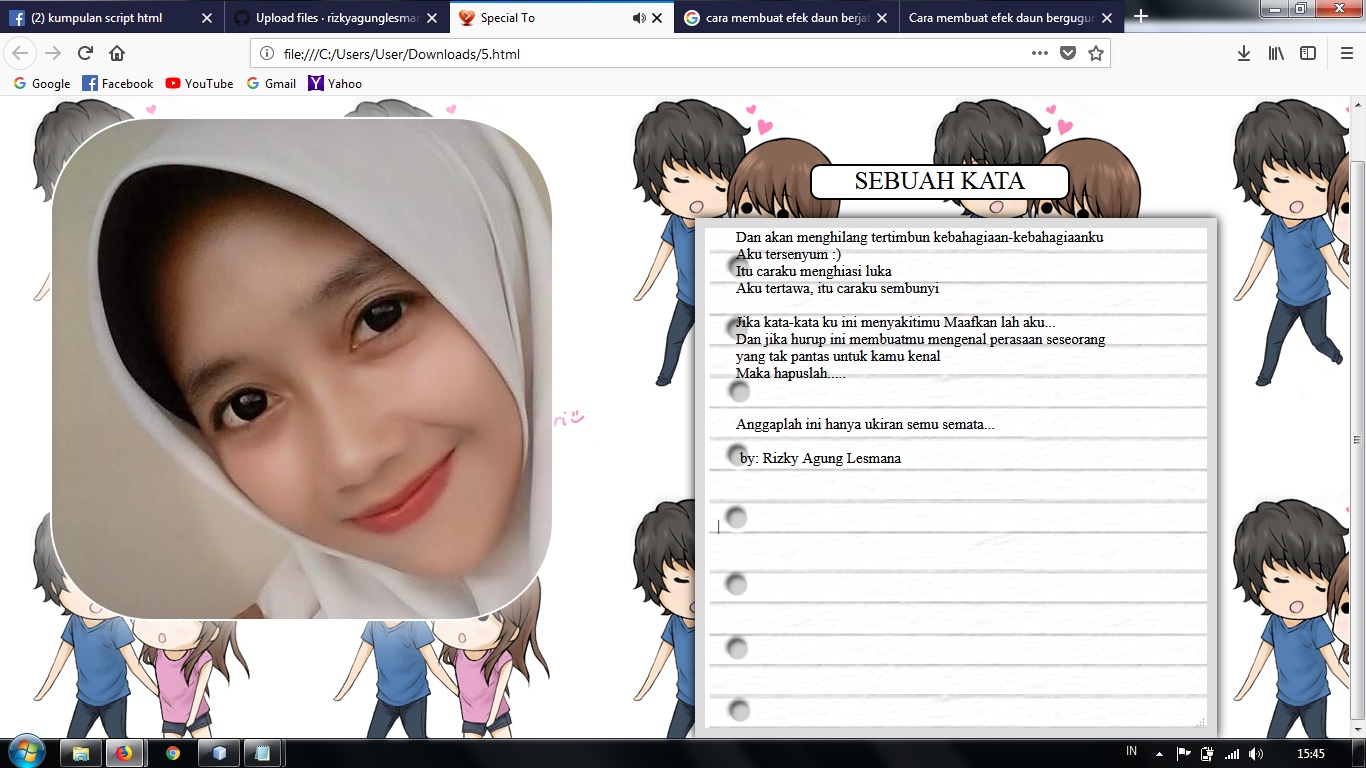 (2) kumpulan script html
Upload files · rizkyagunglesmar
Special To
cara membuat efek daun berjat
Cara membuat efek daun bergugur
file:///C:/Users/User/Downloads/5.html
Google
Facebook
YouTube
Gmail
Yahoo
SEBUAH KATA
Dan akan menghilang tertimbun kebahagiaan-kebahagiaanku
Aku tersenyum :)
Itu caraku menghiasi luka
Aku tertawa, itu caraku sembunyi
Jika kata-kata ku ini menyakitimu Maafkan lah aku...
Dan jika hurup ini membuatmu mengenal perasaan seseorang
yang tak pantas untuk kamu kenal
Maka hapuslah.....
Anggaplah ini hanya ukiran semu semata...
by: Rizky Agung Lesmana
ri
IN
15:45